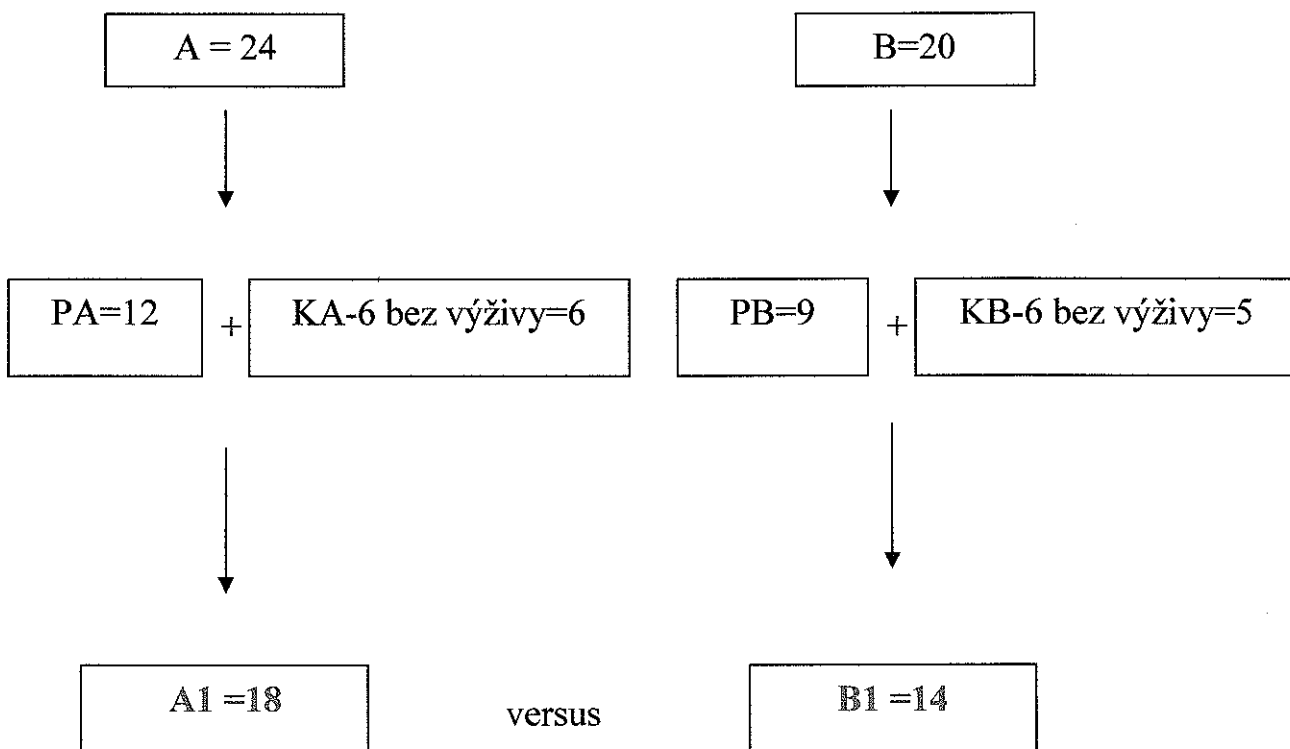 A = 24
B=20
PA=12
+
KA-6 bez výživy=6
PB=9
+
KB-6 bez výživy=5
A1 =18
versus
B1 =14